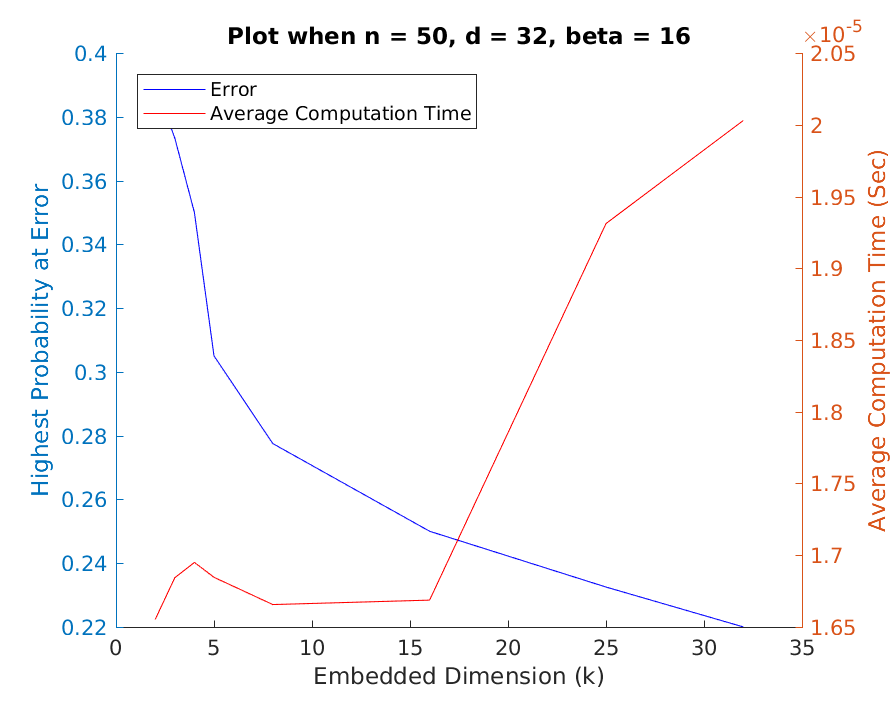 Plot when n = 50, d = 32, beta = 16
×10-5
Error
Average Computation Time
Highest Probability at Error
0.4
0.38
0.36
0.34
0.32
0.3
0.28
0.26
0.24
0.22
2.05
2
1.95
1.9
1.85
1.8
1.75
1.7
1.65
Average Computation Time (Sec)
0 5 10 15 20 25 30 35
Embedded Dimension (k)